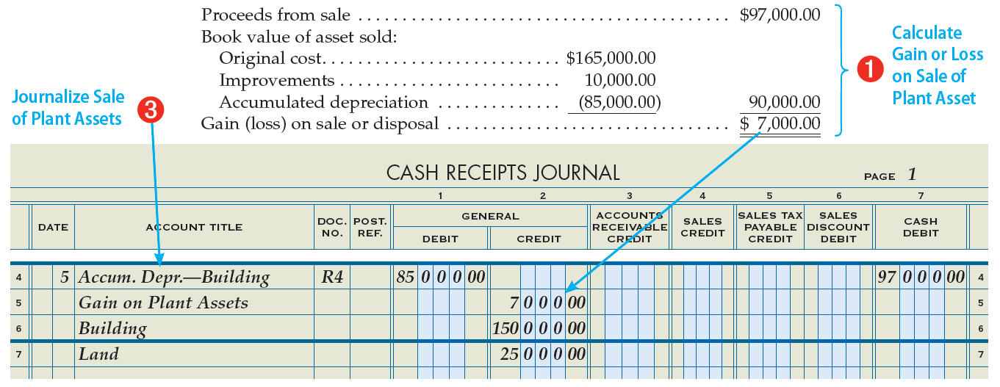 Proceeds from sale ........................................ $97,000.00
Book value of asset sold:
Original cost........................... $165,000.00
Improvements ......................... 10,000.00
Accumulated depreciation .............. (85,000.00) 90,000.00
Gain (loss) on sale or disposal ................................ $ 7,000.00
1
Calculate
Gain or Loss
on Sale of
Plant Asset
Journalize Sale
of Plant Assets
3
CASH RECEIPTS JOURNAL
PAGE 1
1 2 3 4 5 6 7
DATE ACCOUNT TITLE DOC. NO. POST. REF. GENERAL DEBIT CREDIT ACCOUNTS RECEIVABLE CREDIT SALES CREDIT SALES TAX PAYABLE CREDIT SALES DISCOUNT DEBIT CASH DEBIT
4 5 Accum. Depr.—Building R4 85 0 0 0 00 97 0 0 0 00 4
5 Gain on Plant Assets 7 0 0 0 00 5
6 Building 150 0 0 0 00 6
7 Land 25 0 0 0 00 7